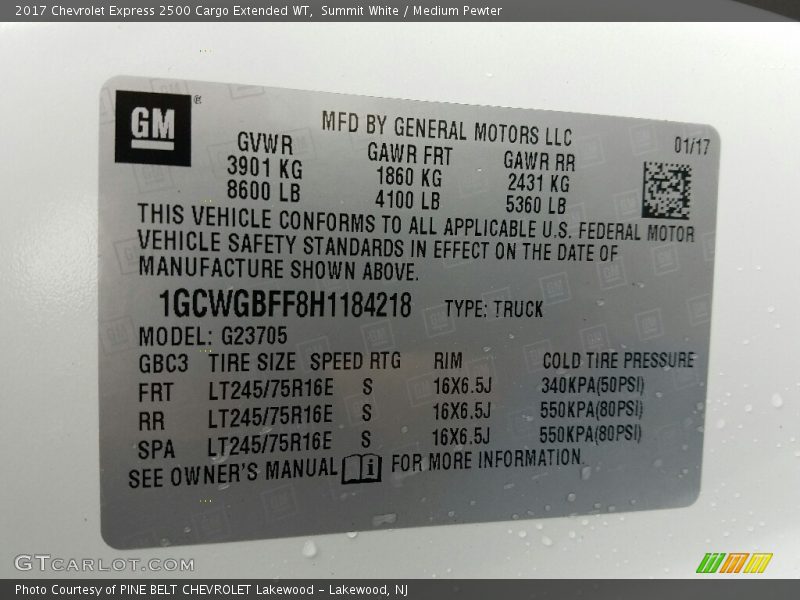 2017 Chevrolet Express 2500 Cargo Extended WT,  Summit White / Medium Pewter
GM ®
MFD BY GENERAL MOTORS LLC
01/17
GVWR GAWR FRT GAWR RR
3901 KG 1860 KG 2431 KG
8600 LB 4100 LB 5360 LB
THIS VEHICLE CONFORMS TO ALL APPLICABLE U.S. FEDERAL MOTOR
VEHICLE SAFETY STANDARDS IN EFFECT ON THE DATE OF
MANUFACTURE SHOWN ABOVE.
1GCWGBFF8H1184218 TYPE: TRUCK
MODEL: G23705
GBC3 TIRE SIZE SPEED RTG RIM COLD TIRE PRESSURE
FRT LT245/75R16E S 16X6.5J 340KPA(50PSI)
RR LT245/75R16E S 16X6.5J 550KPA(80PSI)
SPA LT245/75R16E S 16X6.5J 550KPA(80PSI)
SEE OWNER'S MANUAL i FOR MORE INFORMATION.
GTCARLOT.COM
Photo Courtesy of PINE BELT CHEVROLET Lakewood - Lakewood, NJ